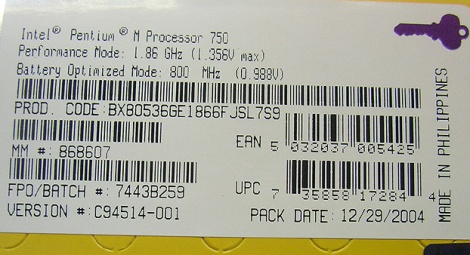 Intel® Pentium® M Processor 750
Performance Mode: 1.86 GHz (1.356V max)
Battery Optimized Mode: 800 MHz (0.988V)
PROD. CODE:BX80536GE1866FJSL7S9
EAN 5 032037 005425
MM #: 868607
UPC 7 35858 17284 4
FPO/BATCH #: 7443B259
VERSION #: C94514-001
PACK DATE: 12/29/2004
MADE IN PHILIPPINES